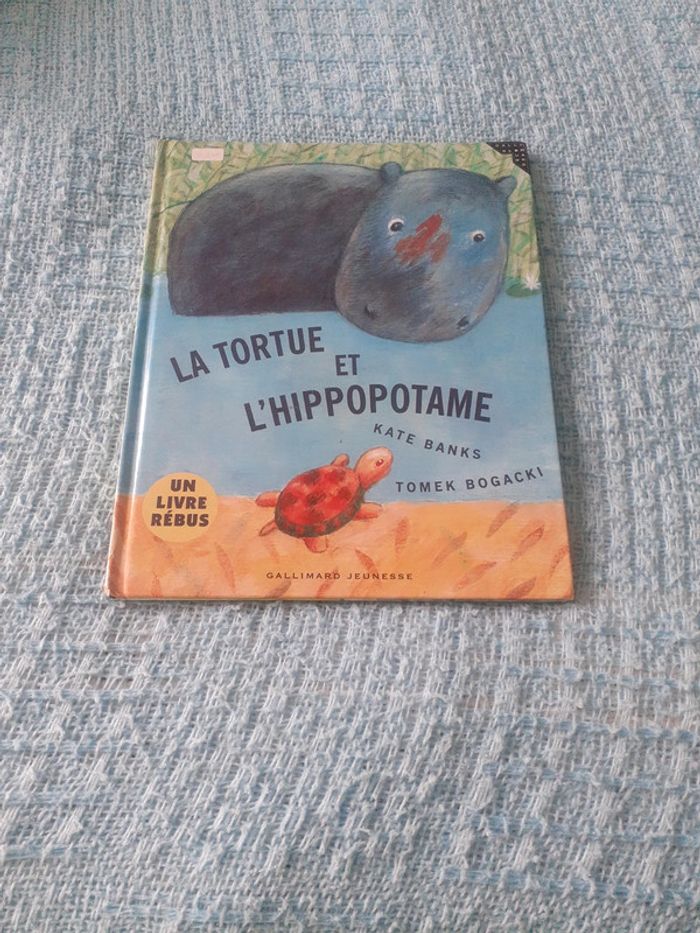 LA TORTUE
ET
L'HIPPOPOTAME
KATE BANKS
TOMEK BOGACKI
UN
LIVRE
RÉBUS
GALLIMARD JEUNESSE